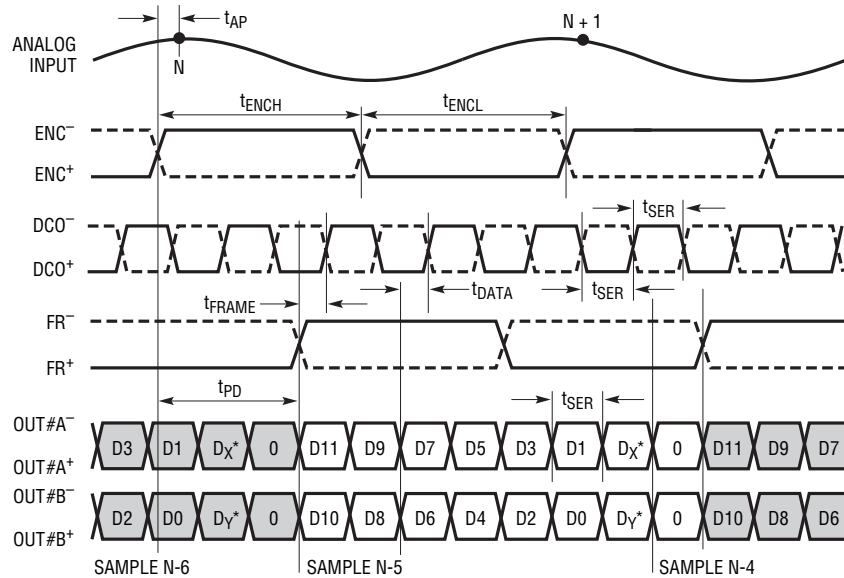 tAP
N + 1
ANALOG
INPUT
N
tENCH
tENCL
ENC–
ENC+
DCO–
DCO+
tSER
tFRAME
tDATA
tSER
FR–
FR+
tPD
tSER
OUT#A–
OUT#A+
D3 D1 DX* 0 D11 D9 D7 D5 D3 D1 DX* 0 D11 D9 D7
OUT#B–
OUT#B+
D2 D0 DY* 0 D10 D8 D6 D4 D2 D0 DY* 0 D10 D8 D6
SAMPLE N-6 SAMPLE N-5 SAMPLE N-4